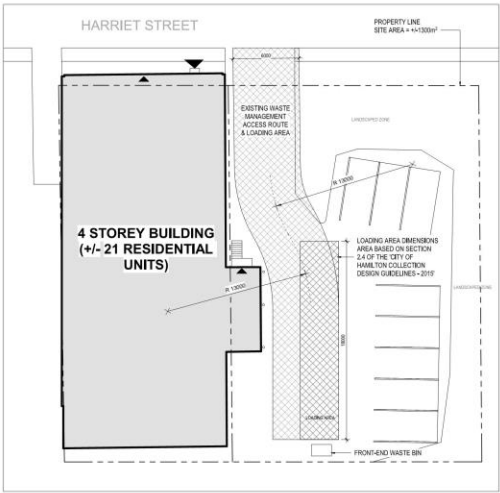 HARRIET STREET
PROPERTY LINE
SITE AREA = +/-1300m²
6000
EXISTING WASTE
MANAGEMENT
ACCESS ROUTE
& LOADING AREA
LANDSCAPED ZONE
R 13000
4 STOREY BUILDING
(+/- 21 RESIDENTIAL
UNITS)
LOADING AREA DIMENSIONS
AREA BASED ON SECTION
2.4 OF THE 'CITY OF
HAMILTON COLLECTION
DESIGN GUIDELINES - 2015'
R 13000
LANDSCAPED ZONE
LOADING AREA
FRONT-END WASTE BIN